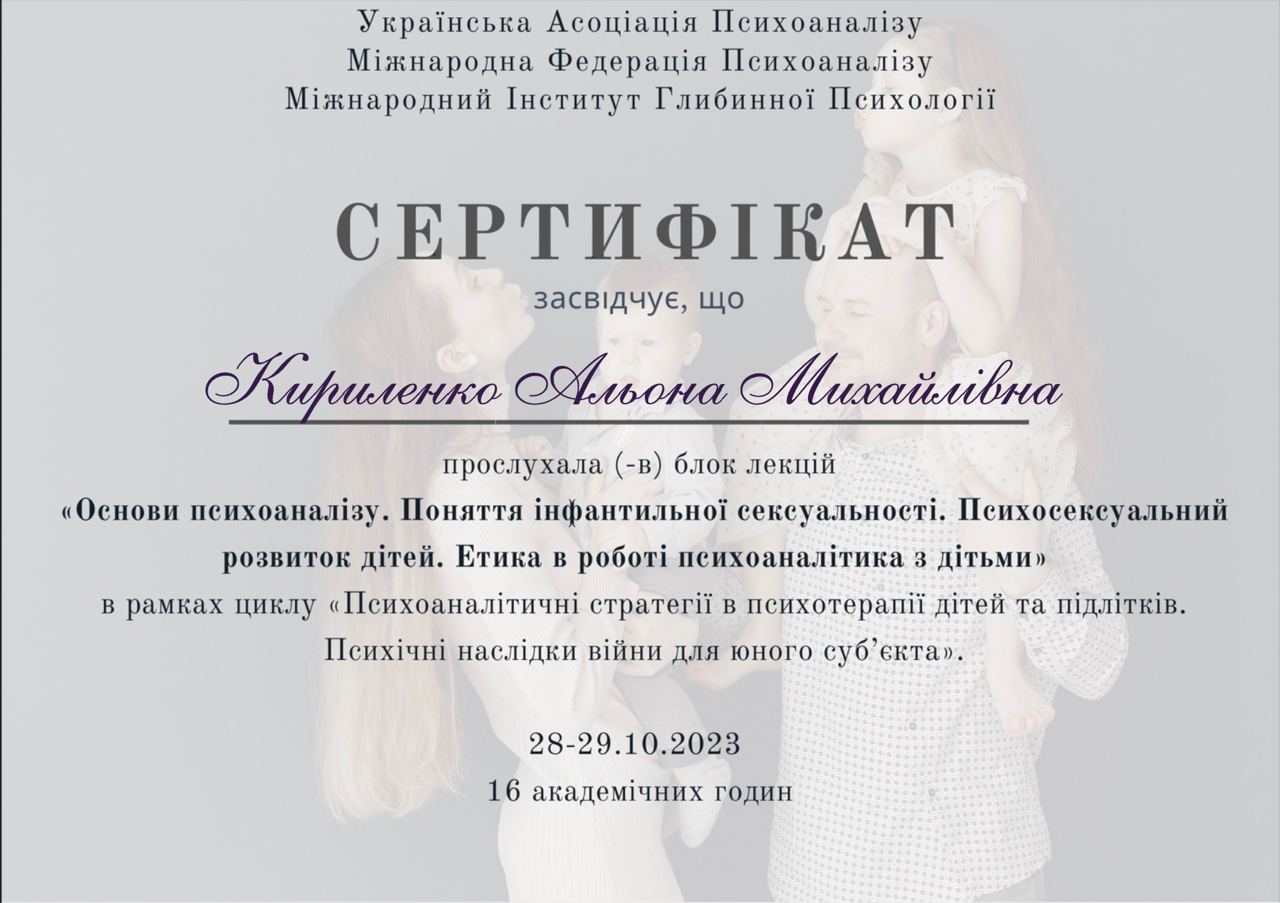 Українська Асоціація Психоаналізу
Міжнародна Федерація Психоаналізу
Міжнародний Інститут Глибинної Психології
СЕРТИФІКАТ
засвідчує, що
Кириленко Альона Михайлівна
прослухала (-в) блок лекцій
«Основи психоаналізу. Поняття інфантильної сексуальності. Психосексуальний
розвиток дітей. Етика в роботі психоаналітика з дітьми»
в рамках циклу «Психоаналітичні стратегії в психотерапії дітей та підлітків.
Психічні наслідки війни для юного суб’єкта».
28-29.10.2023
16 академічних годин